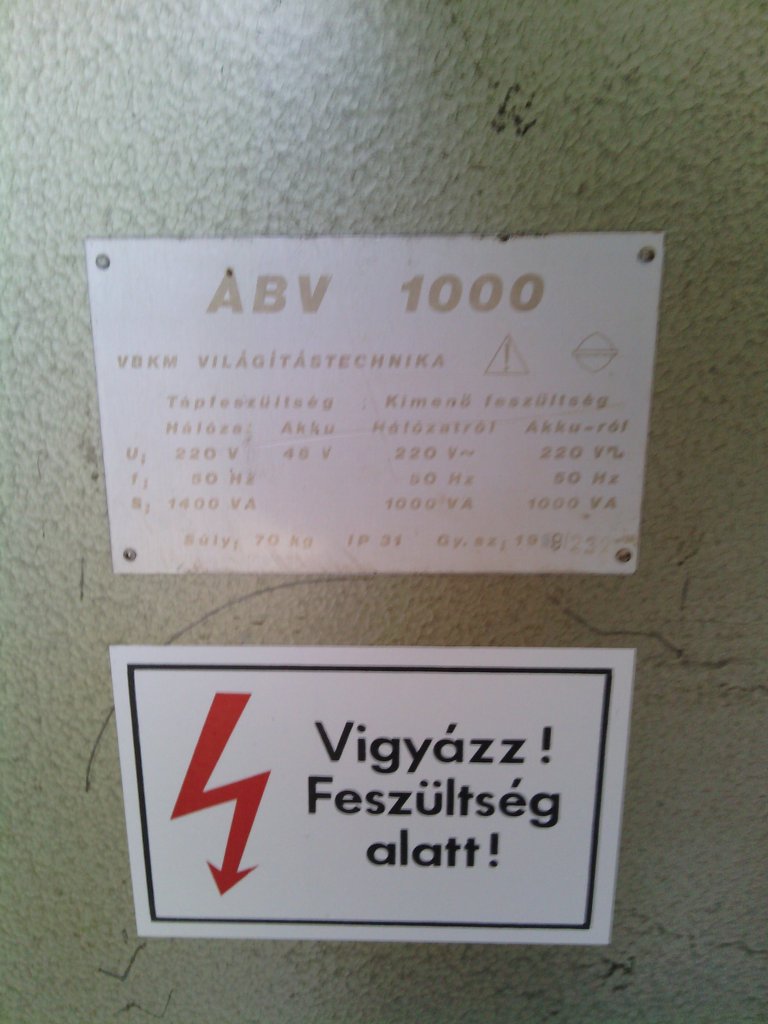 ABV 1000
VBKM VILÁGÍTÁSTECHNIKA
Tápfeszültség Kimenő feszültség
Hálózat Akku Hálózatról Akku-ról
U; 220 V 48 V 220 V~ 220 V
f; 50 Hz 50 Hz 50 Hz
S; 1400 VA 1000 VA 1000 VA
Súly; 70 kg IP 31 Gy.sz;
Vigyázz!
Feszültség
alatt!